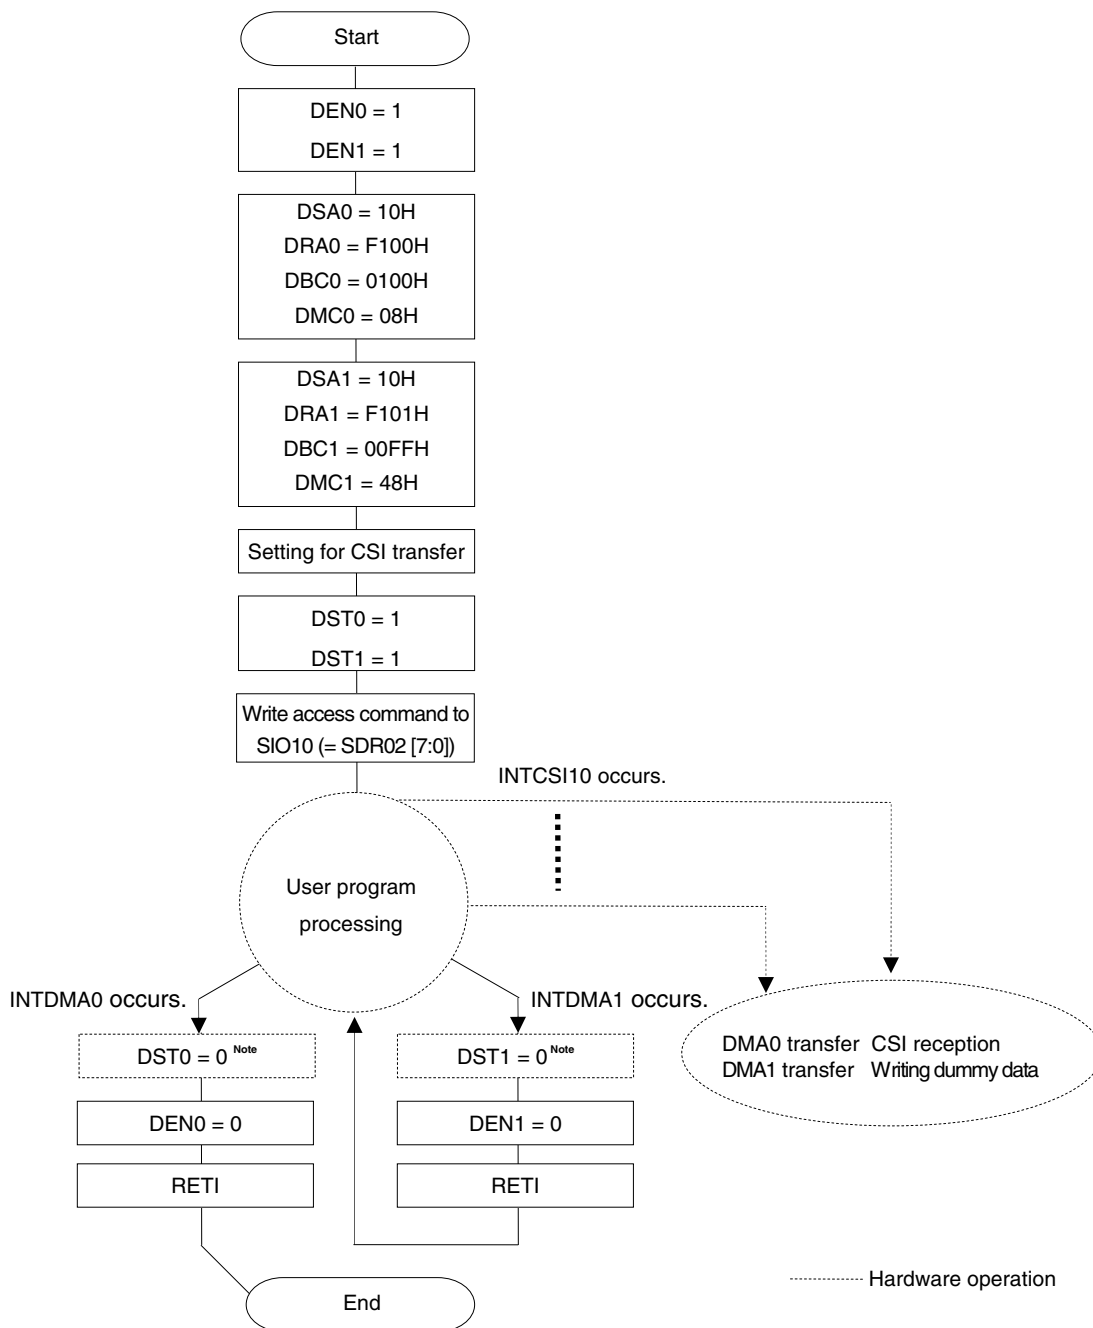 Start
DEN0 = 1
DEN1 = 1
DSA0 = 10H
DRA0 = F100H
DBC0 = 0100H
DMC0 = 08H
DSA1 = 10H
DRA1 = F101H
DBC1 = 00FFH
DMC1 = 48H
Setting for CSI transfer
DST0 = 1
DST1 = 1
Write access command to
SIO10 (= SDR02 [7:0])
INTCSI10 occurs.
User program
processing
INTDMA0 occurs.
INTDMA1 occurs.
DST0 = 0 Note
DST1 = 0 Note
DMA0 transfer CSI reception
DMA1 transfer Writing dummy data
DEN0 = 0
DEN1 = 0
RETI
RETI
Hardware operation
End